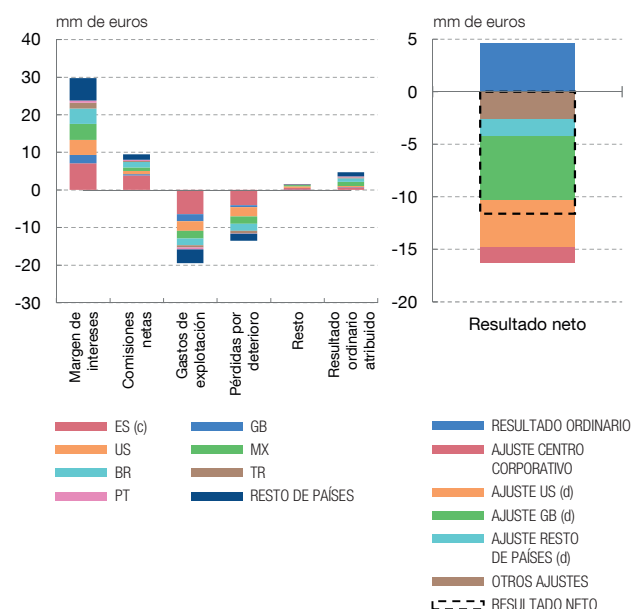 mm de euros
40
30
20
10
0
-10
-20
-30
Margen de
intereses
Comisiones
netas
Gastos de
explotación
Pérdidas por
deterioro
Resto
Resultado
ordinario
atribuido
ES (c)
GB
US
MX
BR
TR
PT
RESTO DE PAÍSES
mm de euros
5
0
-5
-10
-15
-20
Resultado neto
RESULTADO ORDINARIO
AJUSTE CENTRO
CORPORATIVO
AJUSTE US (d)
AJUSTE GB (d)
AJUSTE RESTO
DE PAÍSES (d)
OTROS AJUSTES
RESULTADO NETO